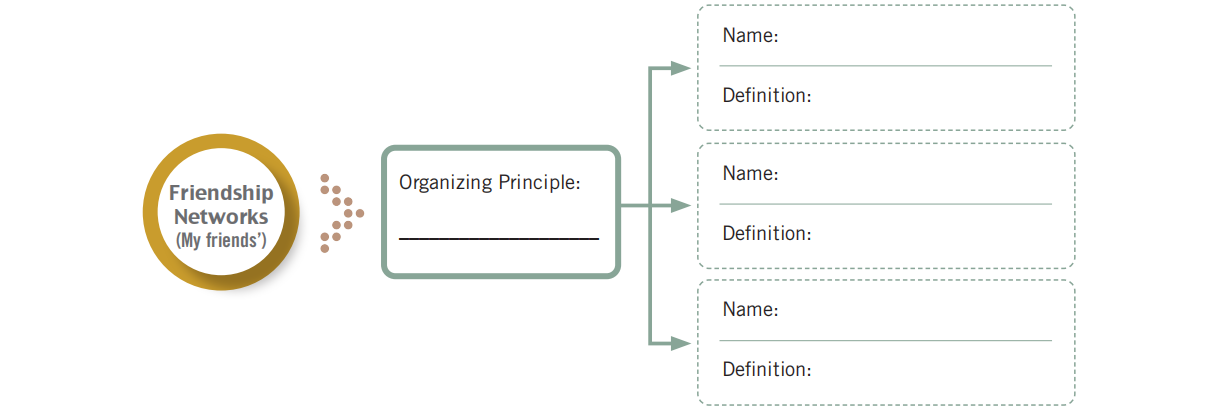 Friendship
Networks
(My friends’)
Organizing Principle:
Name:
Definition:
Name:
Definition:
Name:
Definition: